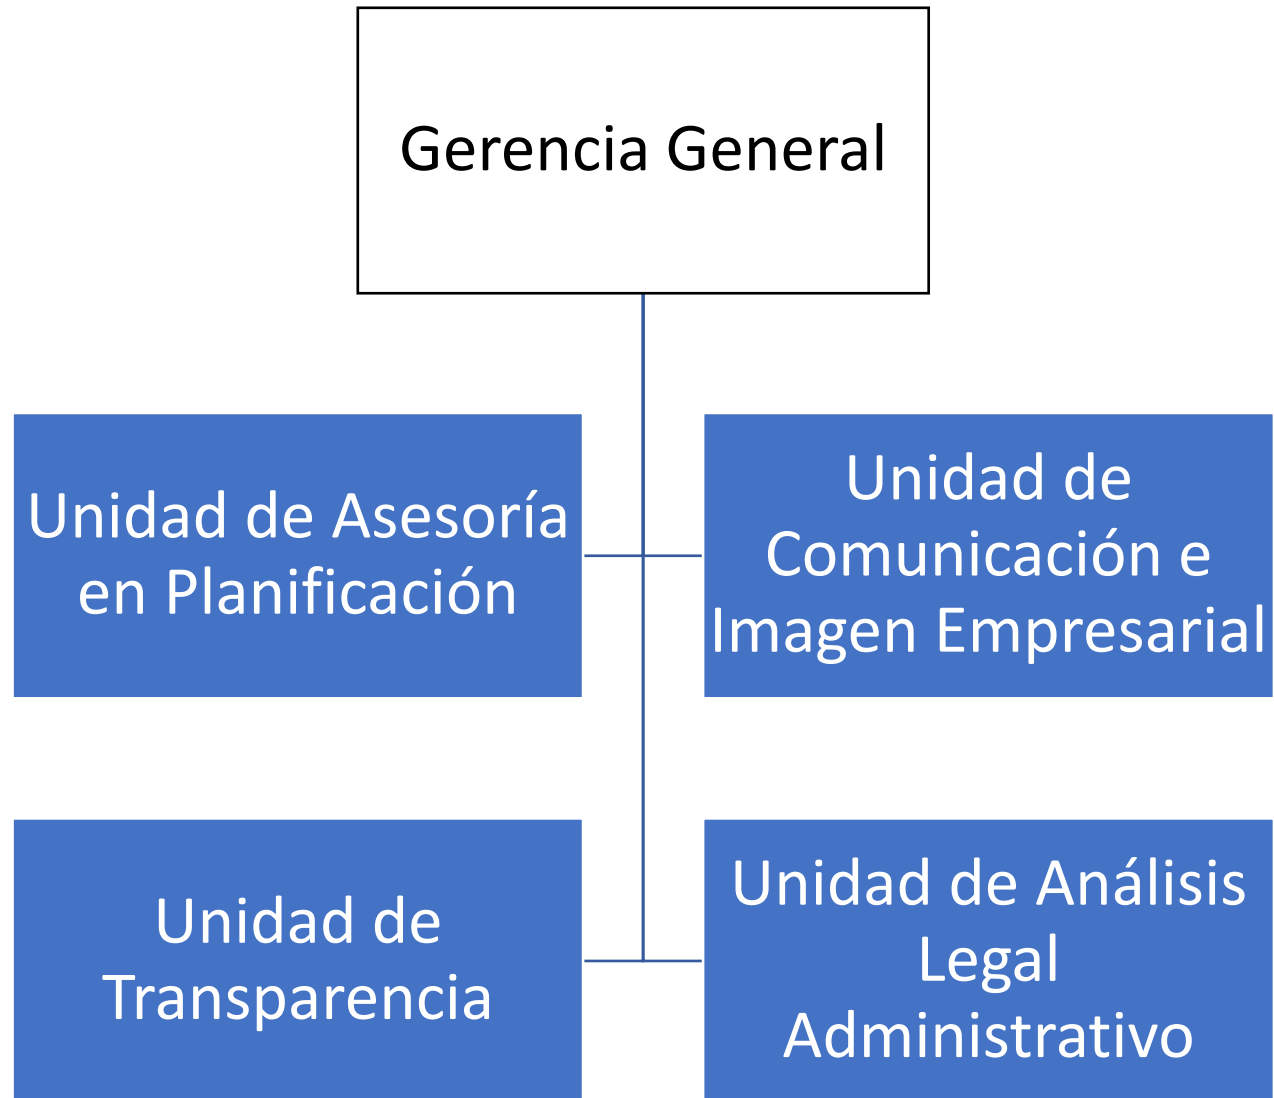 Gerencia General
Unidad de Asesoría
en Planificación
Unidad de
Comunicación e
Imagen Empresarial
Unidad de
Transparencia
Unidad de Análisis
Legal
Administrativo